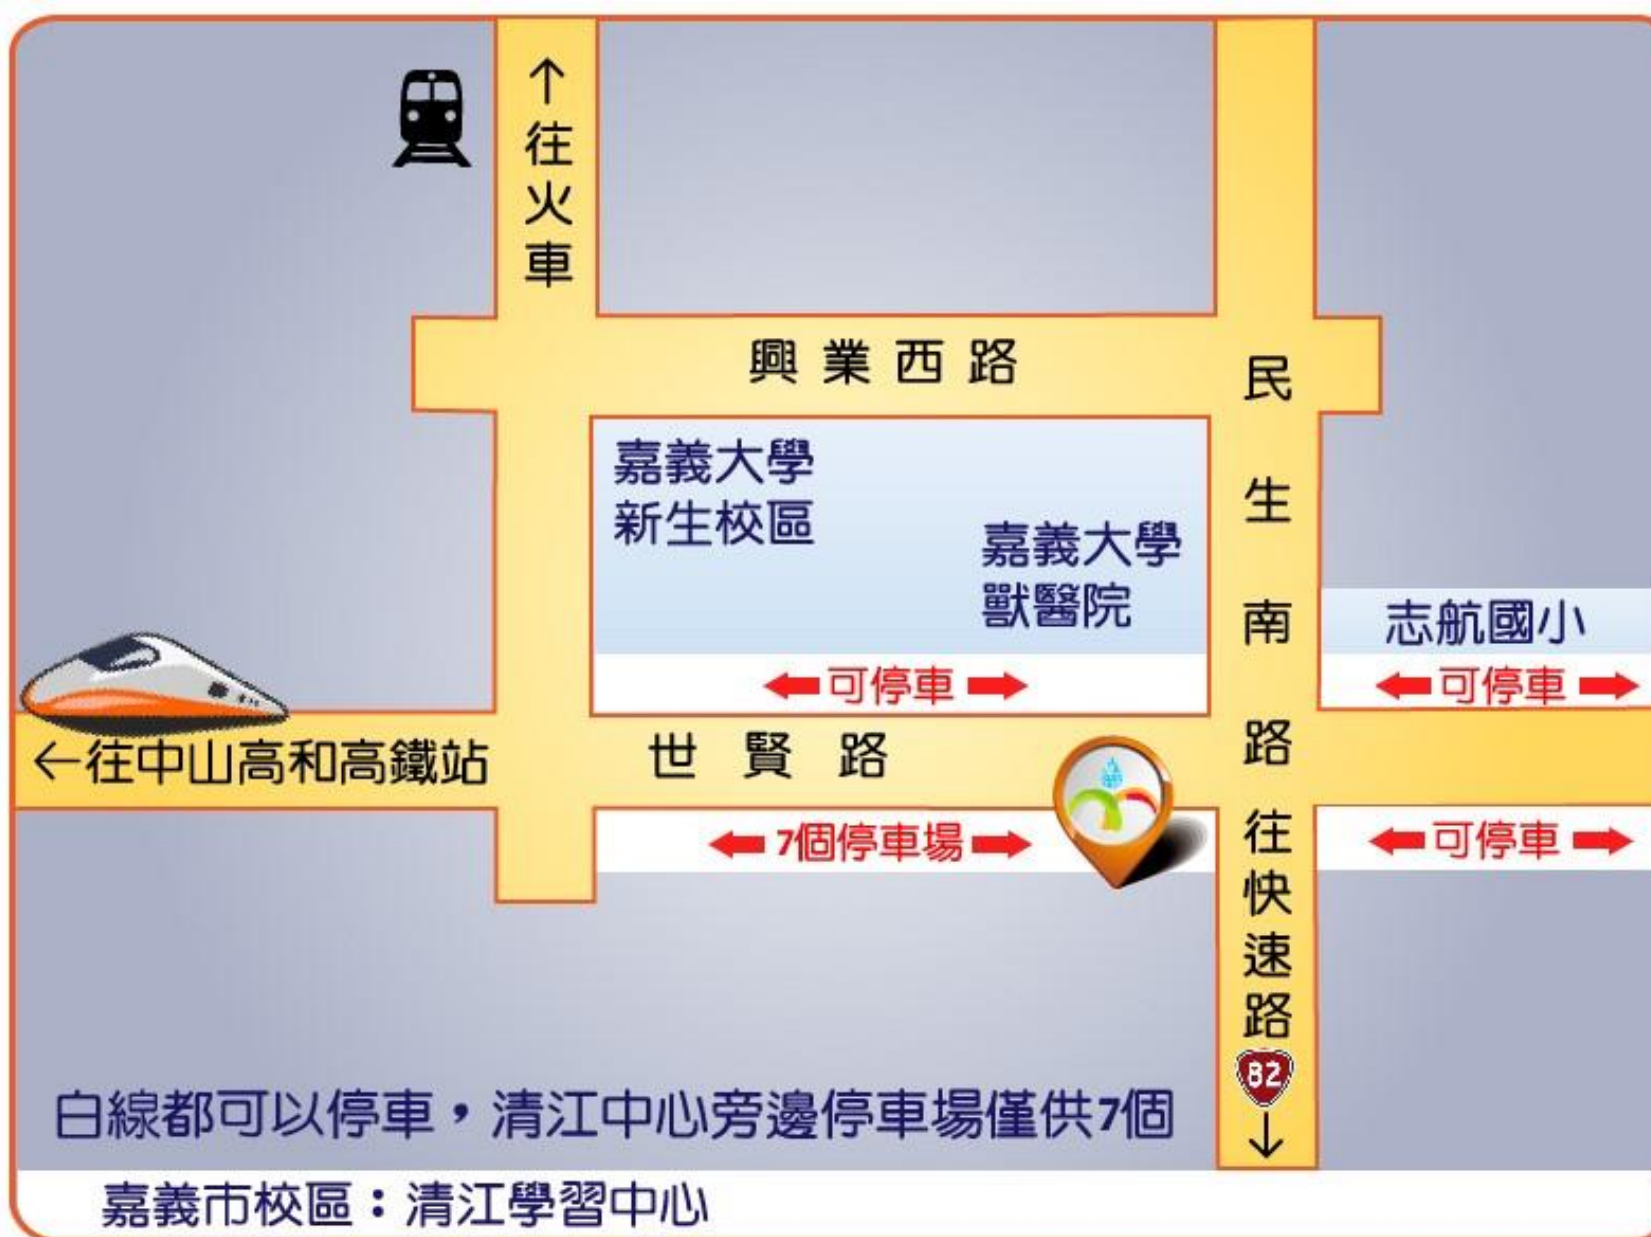 ↑往火車
興業西路
民生南路
嘉義大學
新生校區
嘉義大學
獸醫院
志航國小
可停車
可停車
←往中山高和高鐵站
世賢路
7個停車場
可停車
往快速路
82
↓
白線都可以停車，清江中心旁邊停車場僅供7個
嘉義市校區：清江學習中心